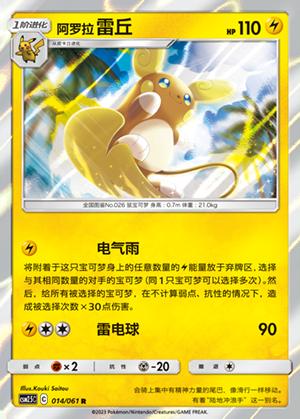 1阶进化
阿罗拉 雷丘
HP 110
从皮卡丘进化
全国图鉴No.026 鼠宝可梦 身高:0.7m 体重:21.0kg
电气雨
将附着于这只宝可梦身上的任意数量的能量放于弃牌区,选择
与其相同数量的对手的宝可梦(同1只宝可梦可以选择多次)。然
后,给所有被选择的宝可梦,在不计算弱点、抗性的情况下,造
成被选择次数×30点伤害。
雷电球 90
弱点 ×2 抗性 -20 撤退
Illus.Kouki Saitou
CSM2.5C C 014/061 R
会骑上集中有精神力量的尾巴,像滑行一样移动。
有着“陆地冲浪手”这一别名。
©2023 Pokémon/Nintendo/Creatures/GAME FREAK.